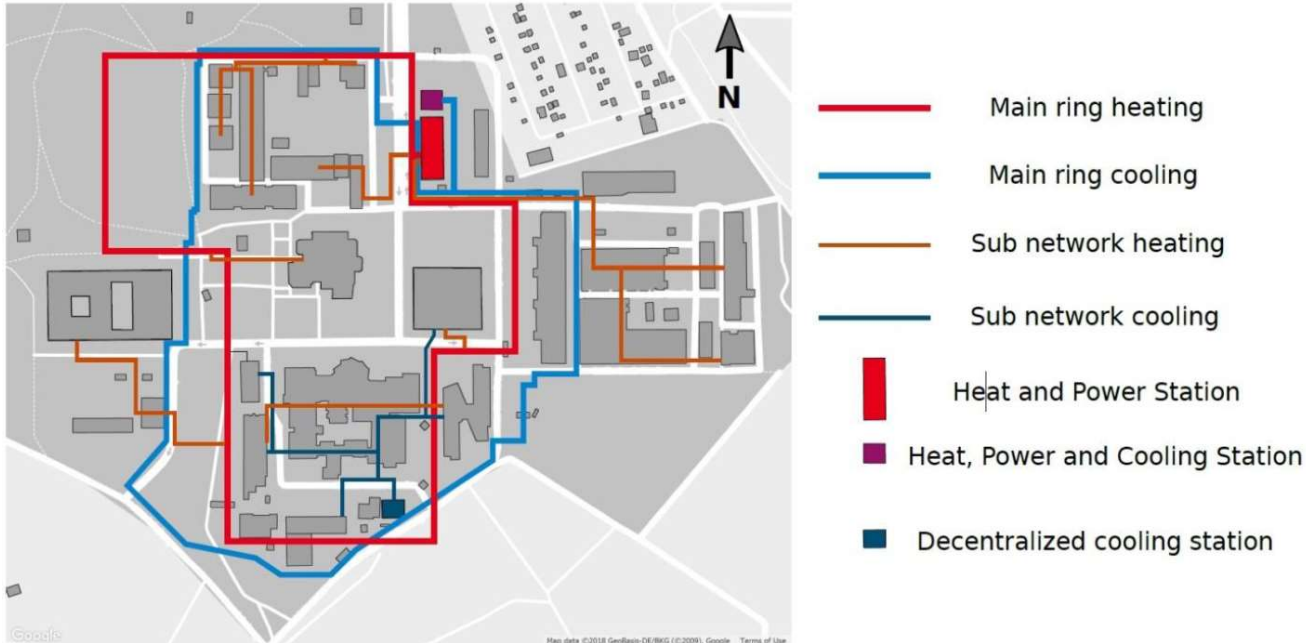 N
Main ring heating
Main ring cooling
Sub network heating
Sub network cooling
Heat and Power Station
Heat, Power and Cooling Station
Decentralized cooling station
Google
Map data ©2018 GeoBasis-DE/BKG (©2009), Google Terms of Use